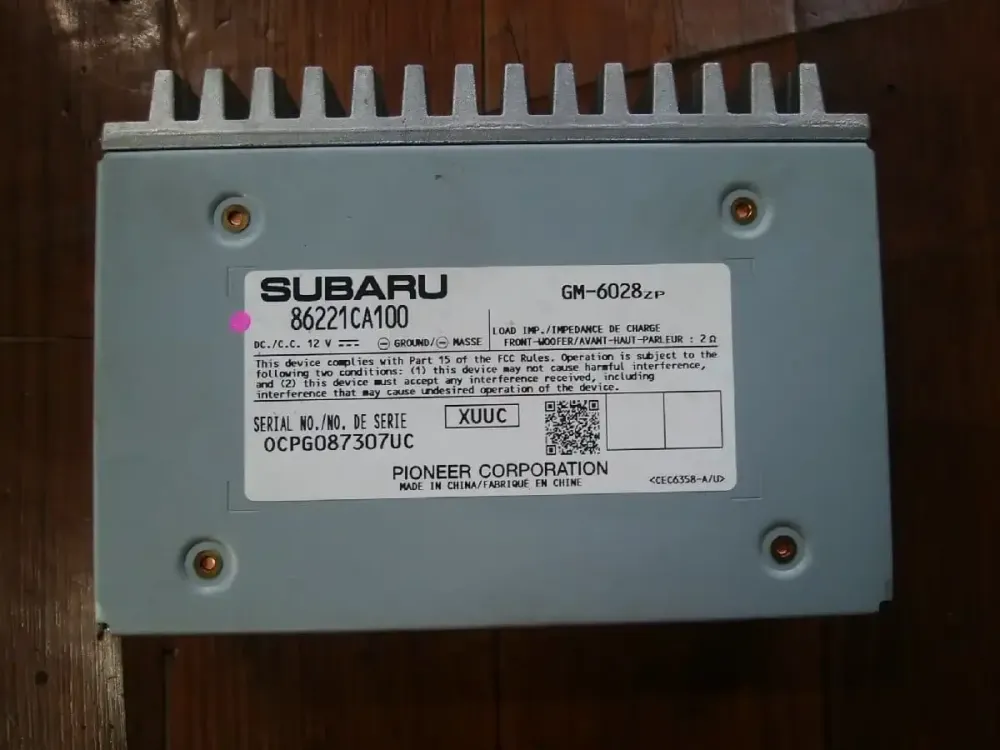 SUBARU
GM-6028ZP
86221CA100
DC./C.C. 12 V ⎓ ⊖ GROUND/⊖ MASSE
LOAD IMP./IMPEDANCE DE CHARGE
FRONT-WOOFER/AVANT-HAUT-PARLEUR : 2Ω
This device complies with Part 15 of the FCC Rules. Operation is subject to the
following two conditions: (1) this device may not cause harmful interference,
and (2) this device must accept any interference received, including
interference that may cause undesired operation of the device.
SERIAL NO./NO. DE SERIE
XUUC
OCPG087307UC
PIONEER CORPORATION
MADE IN CHINA/FABRIQUÉ EN CHINE
<CEC6358-A/U>